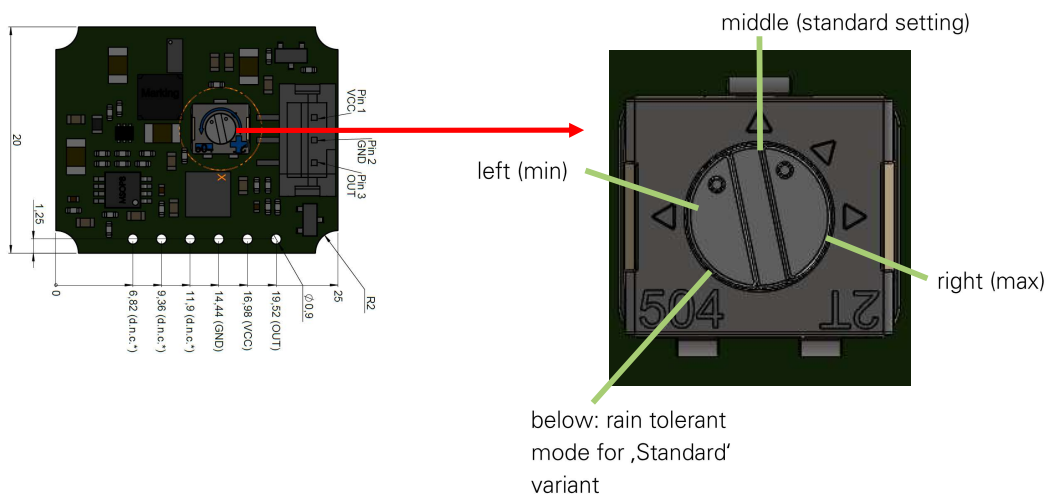 middle (standard setting)
left (min)
right (max)
below: rain tolerant
mode for ‚Standard‘
variant
504
T2
Marking
Pin 1
VCC
Pin 2
GND
Pin 3
OUT
X
20
1,25
0
6,82 (d.n.c.*)
9,36 (d.n.c.*)
11,9 (d.n.c.*)
14,44 (GND)
16,98 (VCC)
19,52 (OUT)
∅0,9
R2
25